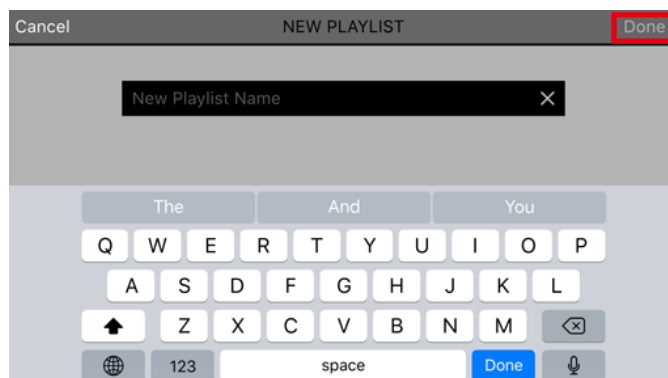 Cancel NEW PLAYLIST Done
New Playlist Name
The And You
Q W E R T Y U I O P
A S D F G H J K L
Z X C V B N M
123 space Done